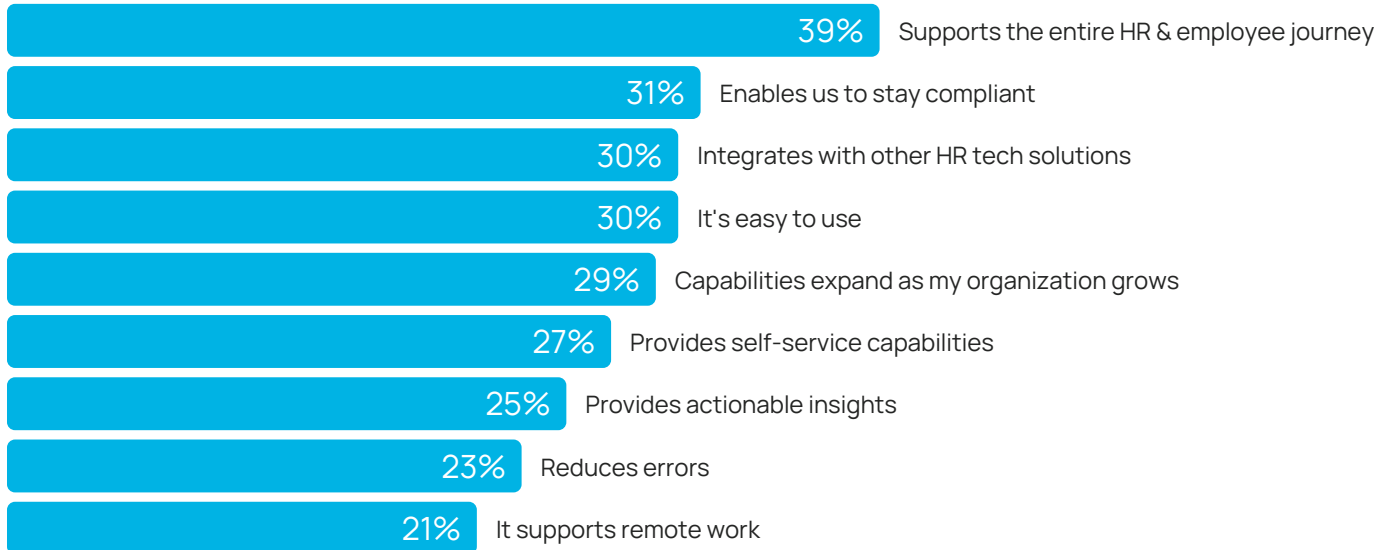 39% Supports the entire HR & employee journey
31% Enables us to stay compliant
30% Integrates with other HR tech solutions
30% It's easy to use
29% Capabilities expand as my organization grows
27% Provides self-service capabilities
25% Provides actionable insights
23% Reduces errors
21% It supports remote work